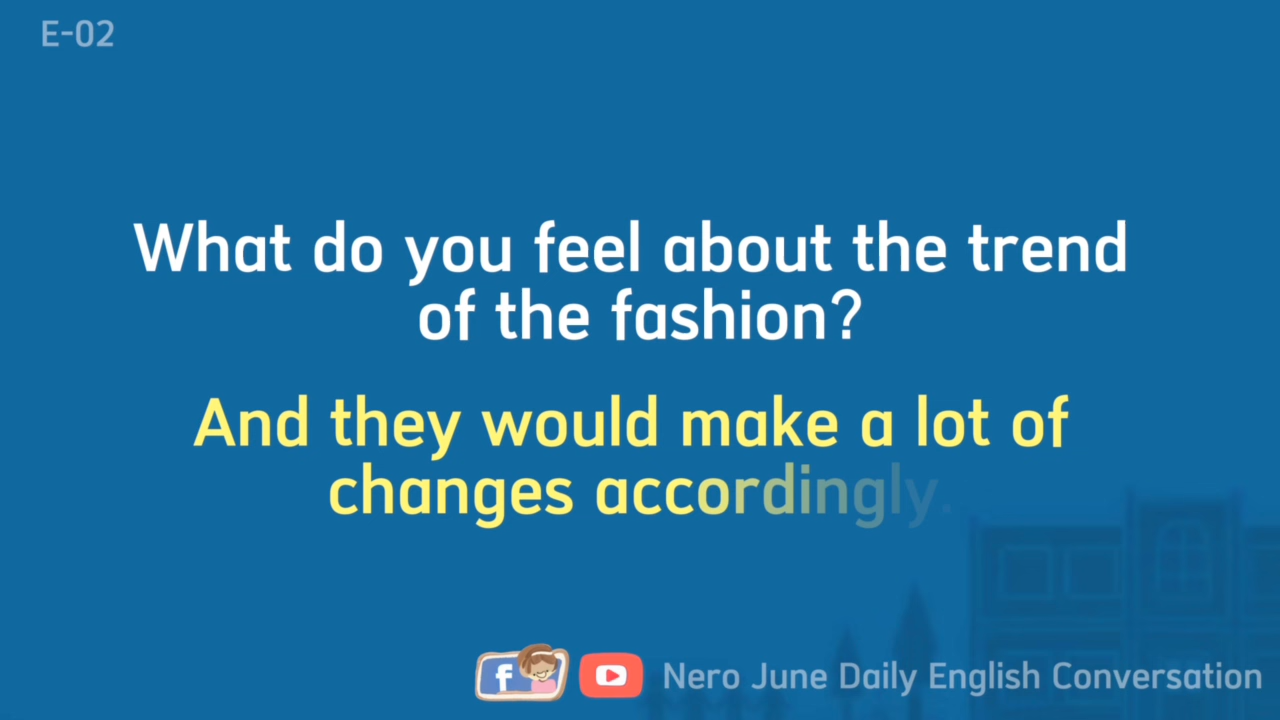 E-02
What do you feel about the trend
of the fashion?
And they would make a lot of
changes accordingly.
f
Nero June Daily English Conversation